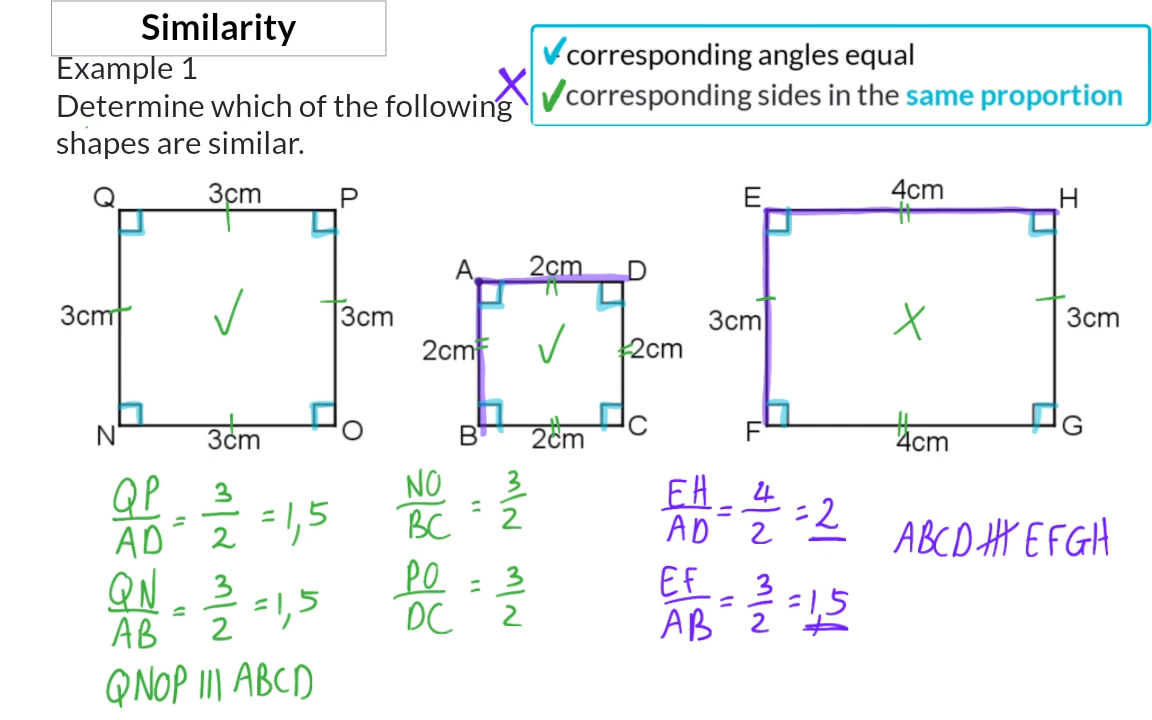 Similarity
✓corresponding angles equal
Example 1
X ✓corresponding sides in the same proportion
Determine which of the following
shapes are similar.
Q 3cm P
3cm 3cm
N 3cm O
A 2cm D
2cm 2cm
B 2cm C
E 4cm H
3cm 3cm
F 4cm G
✓ ✓ X
QP/AD = 3/2 = 1,5
QN/AB = 3/2 = 1,5
QNOP ||| ABCD
NO/BC = 3/2
PO/DC = 3/2
EH/AD = 4/2 = 2
EF/AB = 3/2 = 1,5
ABCD ⫵̸ EFGH